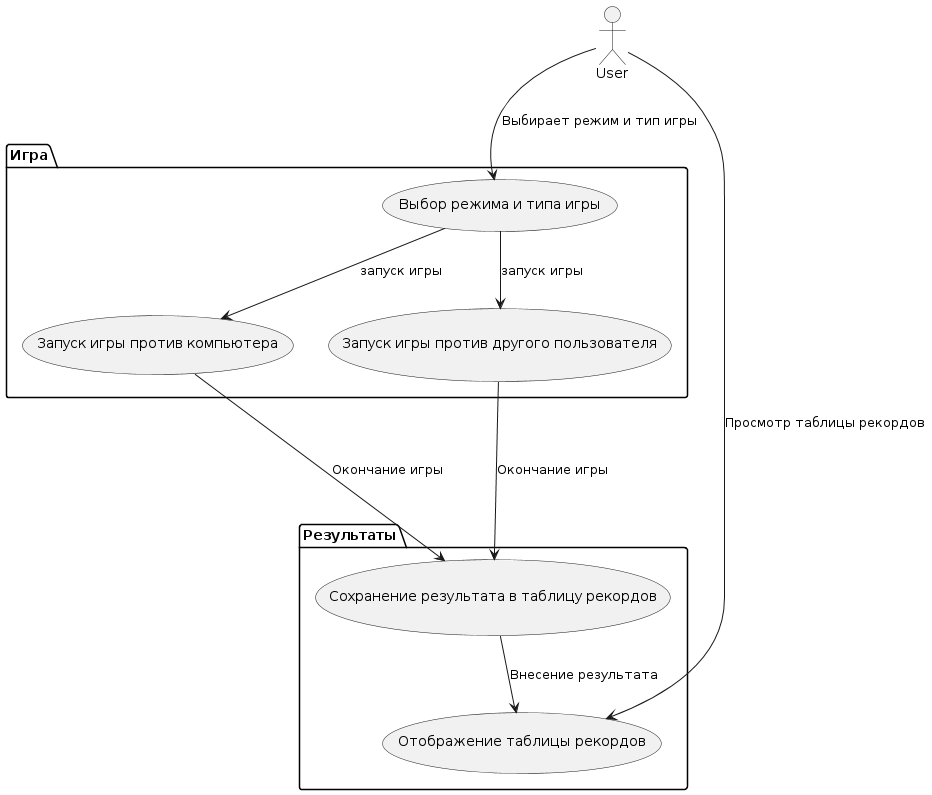 User
Выбирает режим и тип игры
Игра
Выбор режима и типа игры
запуск игры
запуск игры
Запуск игры против компьютера
Запуск игры против другого пользователя
Просмотр таблицы рекордов
Окончание игры
Окончание игры
Результаты
Сохранение результата в таблицу рекордов
Внесение результата
Отображение таблицы рекордов